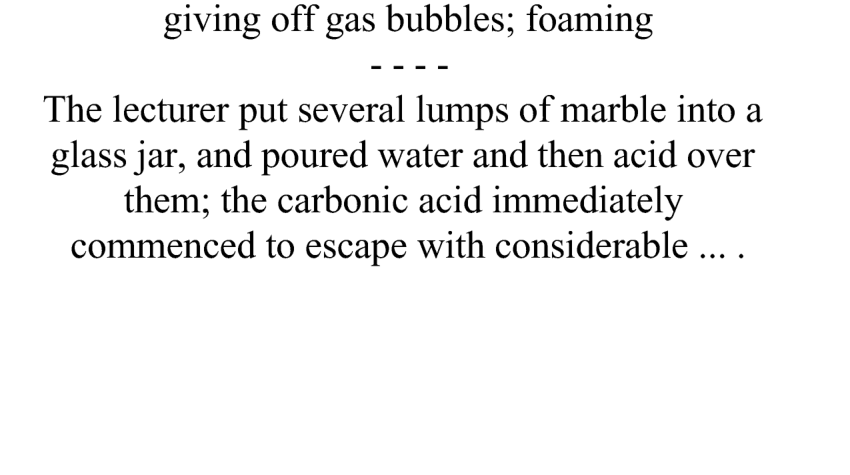 giving off gas bubbles; foaming
- - - -
The lecturer put several lumps of marble into a
glass jar, and poured water and then acid over
them; the carbonic acid immediately
commenced to escape with considerable ... .